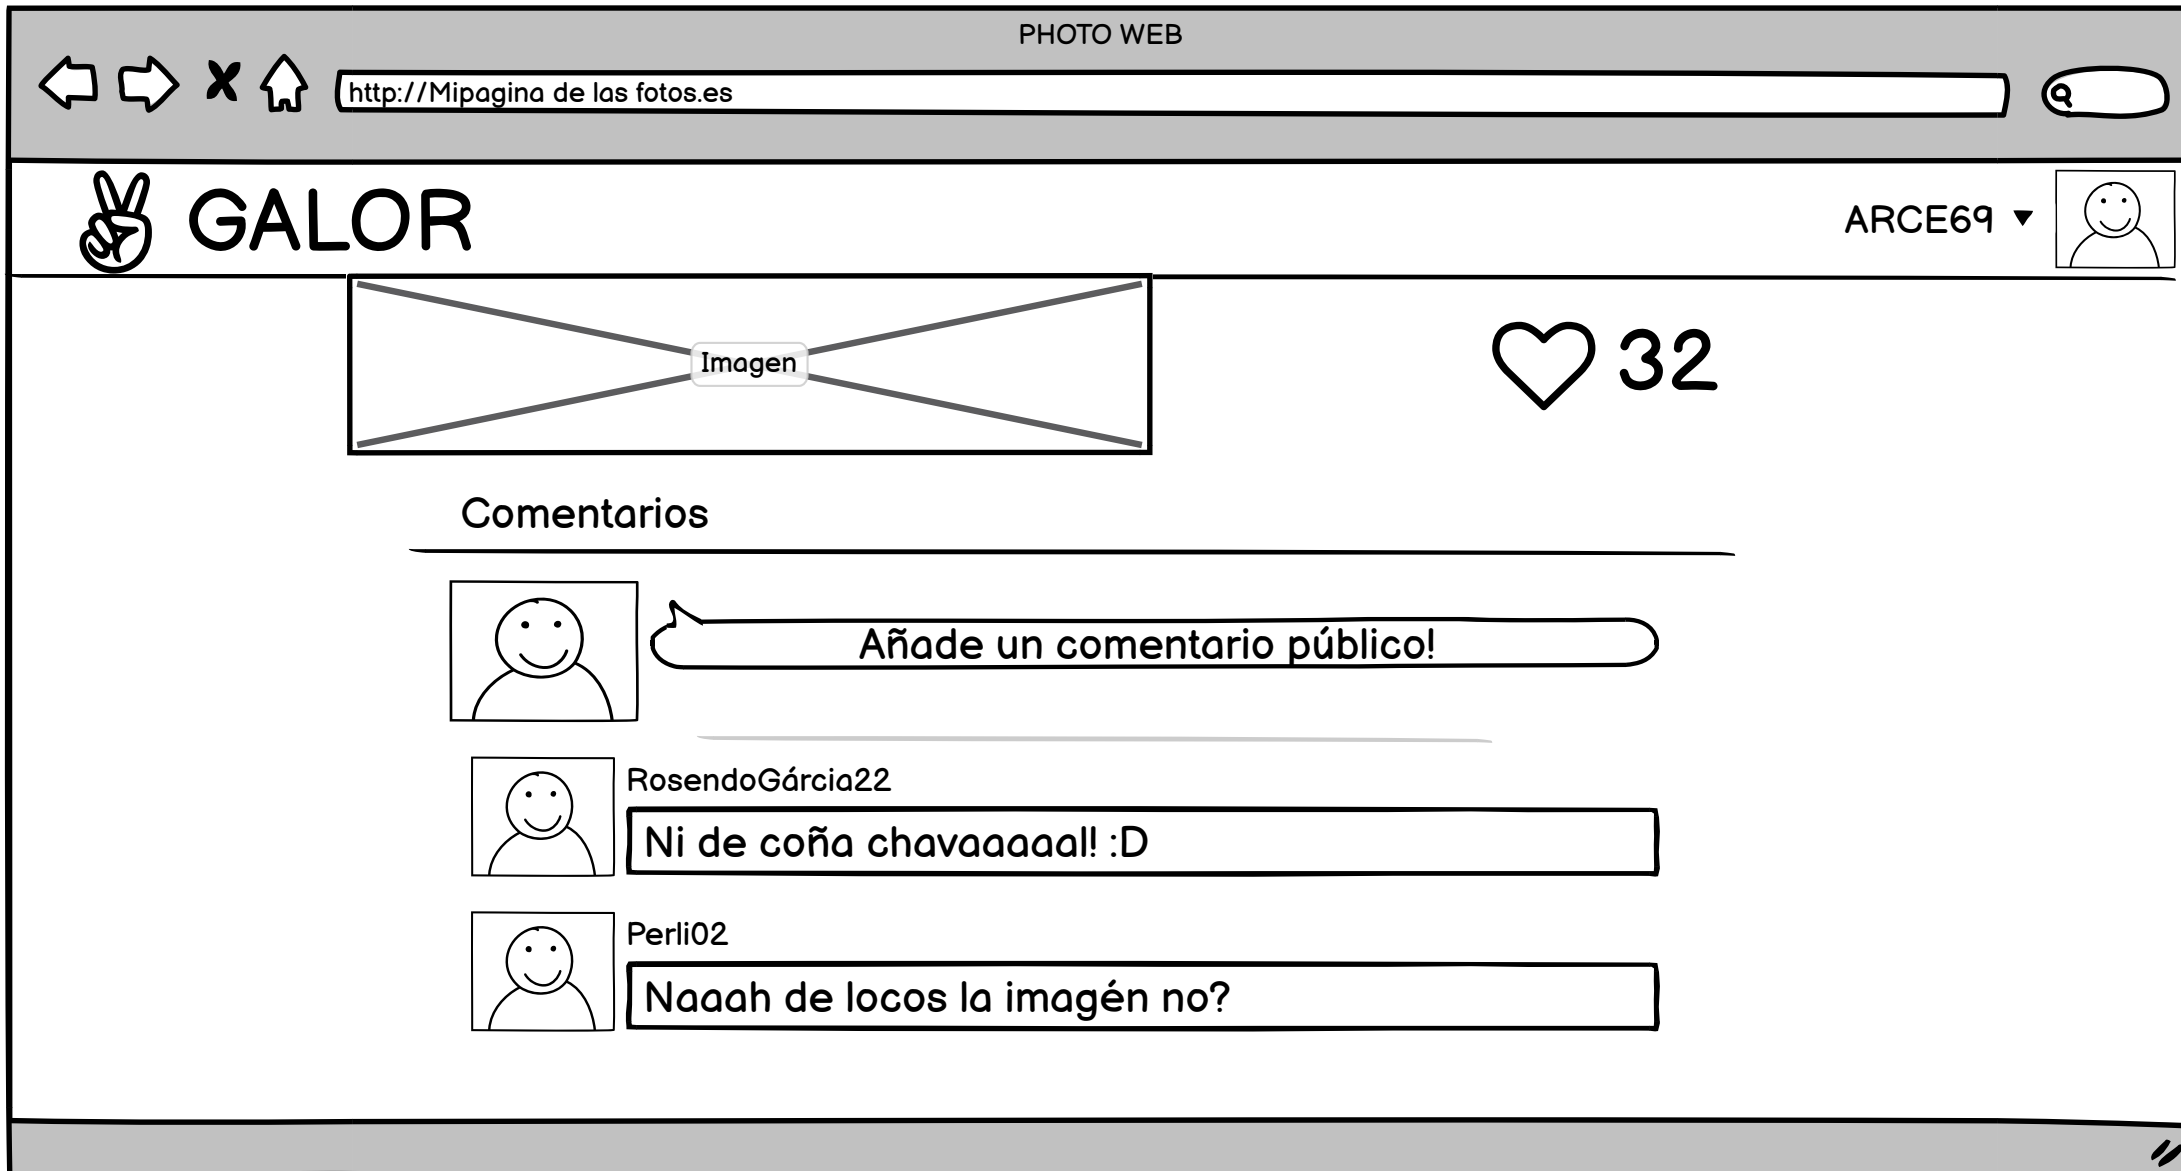 PHOTO WEB
http://Mipagina de las fotos.es
GALOR
ARCE69
Imagen
32
Comentarios
Añade un comentario público!
RosendoGárcia22
Ni de coña chavaaaaal! :D
Perli02
Naaah de locos la imagén no?